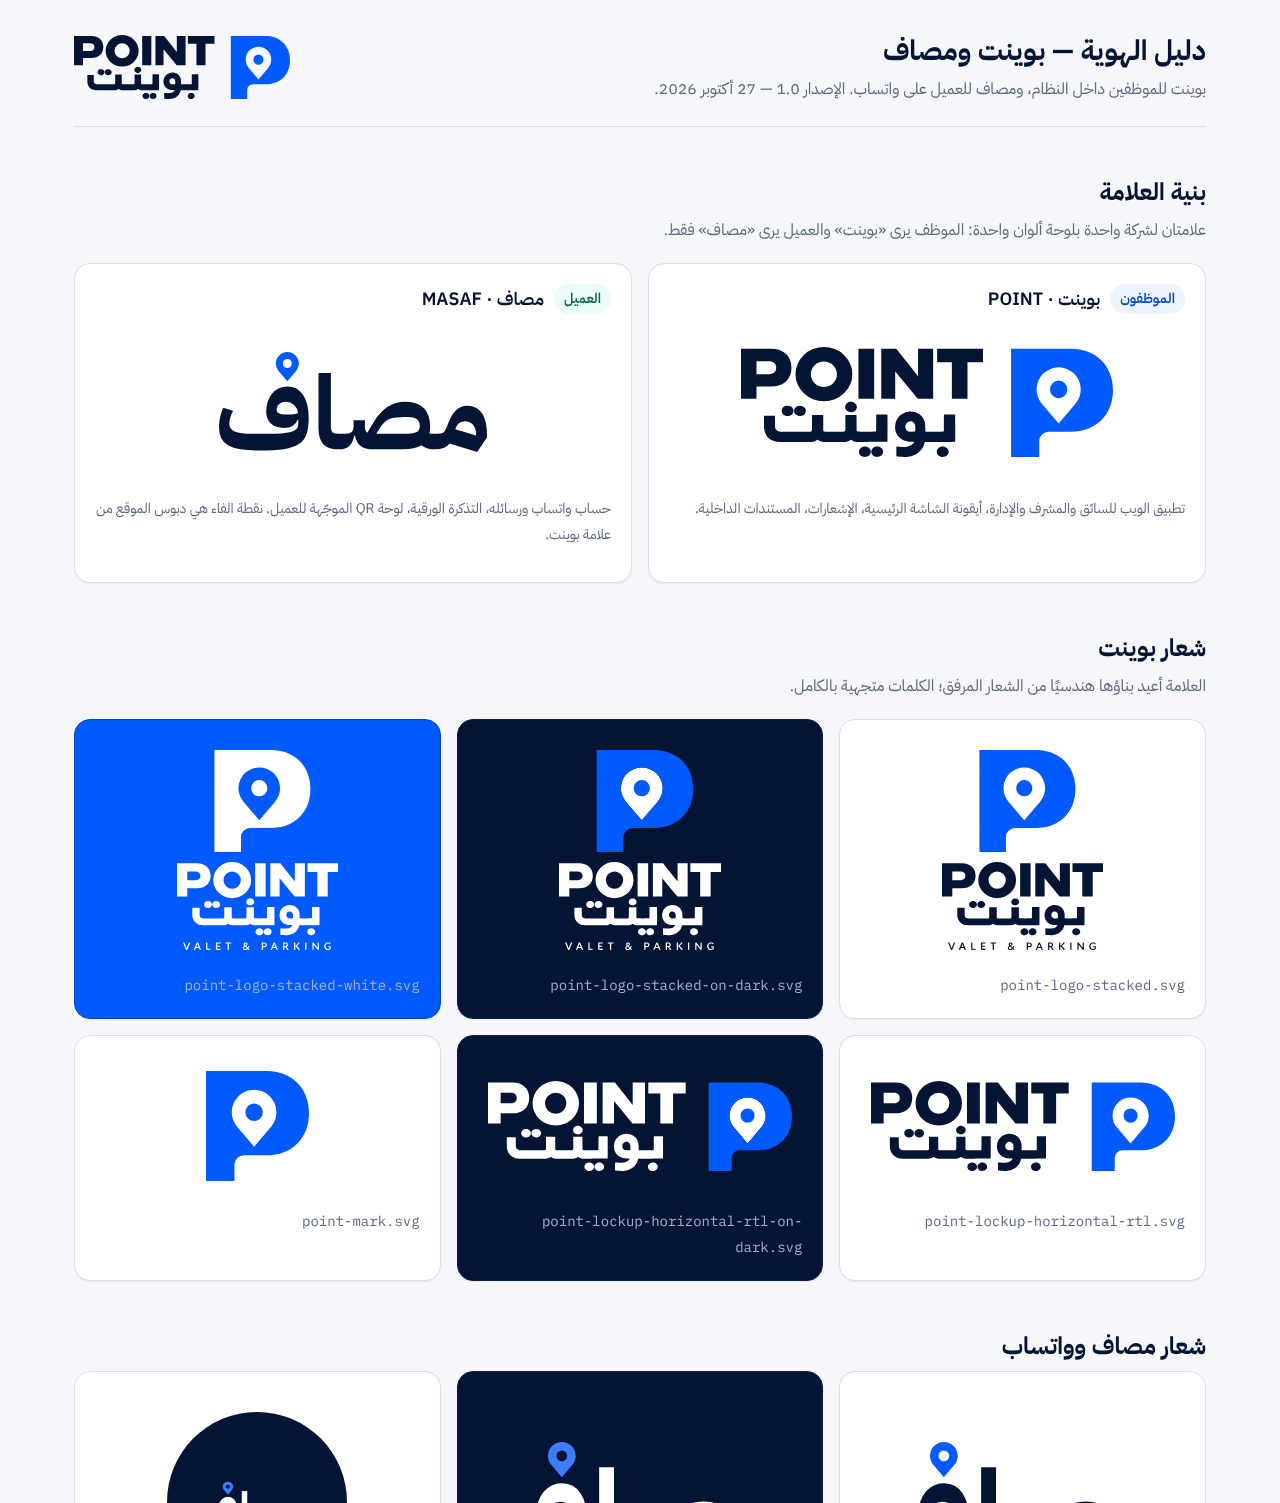 دليل الهوية — بوينت ومصاف
بوينت للموظفين داخل النظام، ومصاف للعميل على واتساب. الإصدار 1.0 — 27 أكتوبر 2026.
POINT
بوينت
بنية العلامة
علامتان لشركة واحدة بلوحة ألوان واحدة: الموظف يرى «بوينت» والعميل يرى «مصاف» فقط.
الموظفون بوينت · POINT
POINT
بوينت
تطبيق الويب للسائق والمشرف والإدارة، أيقونة الشاشة الرئيسية، الإشعارات، المستندات الداخلية.
العميل مصاف · MASAF
مصاف
حساب واتساب ورسائله، التذكرة الورقية، لوحة QR الموجّهة للعميل. نقطة الفاء هي دبوس الموقع من
علامة بوينت.
شعار بوينت
العلامة أعيد بناؤها هندسيًا من الشعار المرفق؛ الكلمات متجهية بالكامل.
POINT
بوينت
VALET & PARKING
point-logo-stacked.svg
POINT
بوينت
VALET & PARKING
point-logo-stacked-on-dark.svg
POINT
بوينت
VALET & PARKING
point-logo-stacked-white.svg
POINT
بوينت
point-lockup-horizontal-rtl.svg
POINT
بوينت
point-lockup-horizontal-rtl-on-
dark.svg
point-mark.svg
شعار مصاف وواتساب